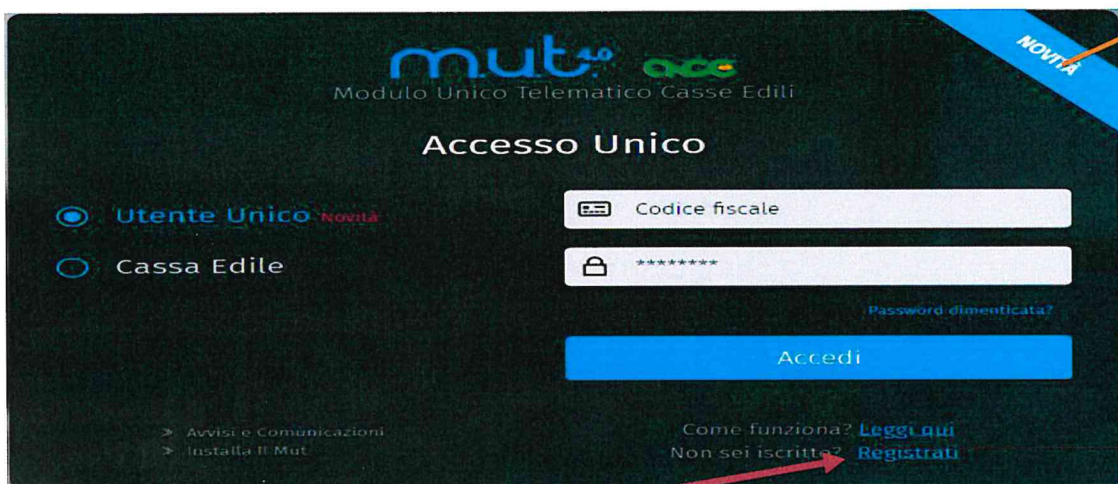 NOVITÀ
m.u.t. 4.0 ace
Modulo Unico Telematico Casse Edili
Accesso Unico
Utente Unico Novità
Codice fiscale
Cassa Edile
********
Password dimenticata?
Accedi
» Avvisi e Comunicazioni
» Installa Il Mut
Come funziona? Leggi qui
Non sei iscritto? Registrati